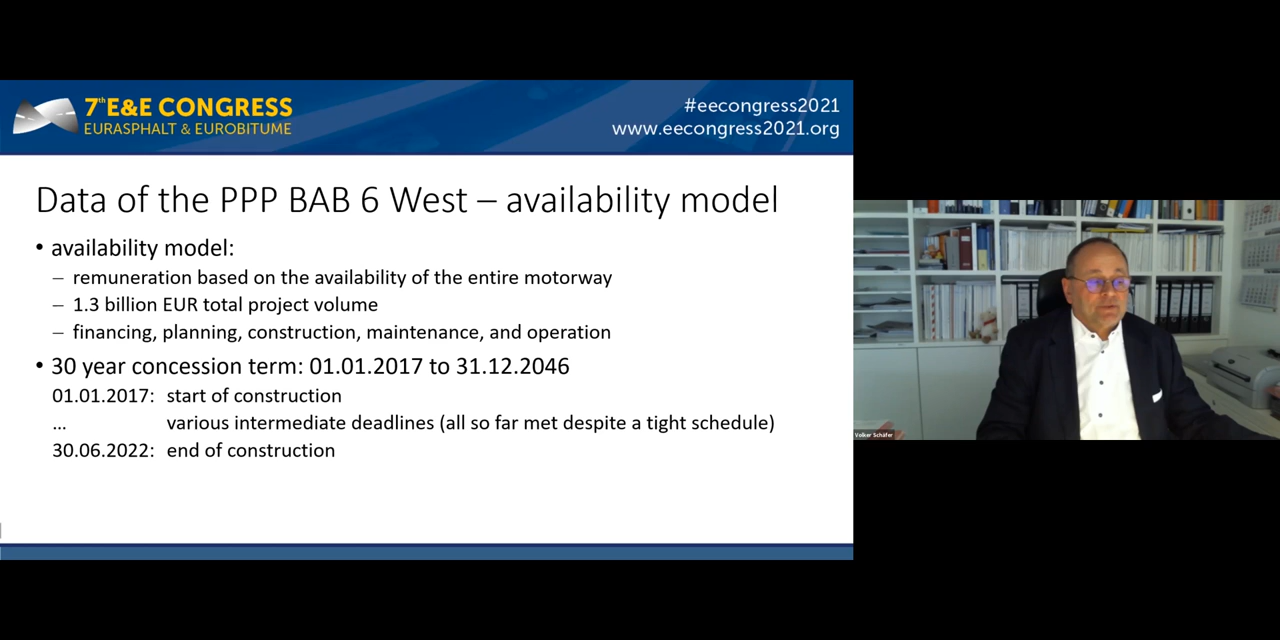 7th E&E CONGRESS
EURASPHALT & EUROBITUME
#eecongress2021
www.eecongress2021.org
Data of the PPP BAB 6 West – availability model
• availability model:
– remuneration based on the availability of the entire motorway
– 1.3 billion EUR total project volume
– financing, planning, construction, maintenance, and operation
• 30 year concession term: 01.01.2017 to 31.12.2046
01.01.2017: start of construction
... various intermediate deadlines (all so far met despite a tight schedule)
30.06.2022: end of construction
Volker Schäfer